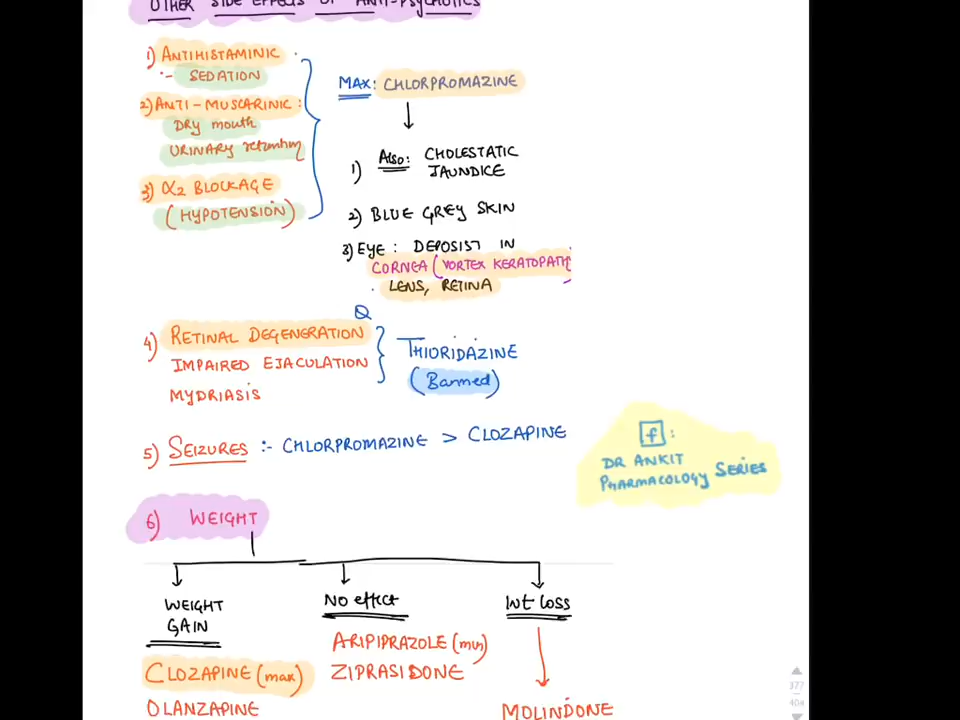 OTHER SIDE EFFECTS OF ANTI-PSYCHOTICS
1) ANTIHISTAMINIC
:- SEDATION
2) ANTI-MUSCARINIC :
DRY mouth
URINARY retention
3) α2 BLOCKAGE
(HYPOTENSION)
MAX: CHLORPROMAZINE
1) Also: CHOLESTATIC
JAUNDICE
2) BLUE GREY SKIN
3) EYE : DEPOSIST IN
CORNEA (VORTEX KERATOPATH
LENS, RETINA
Q
4) RETINAL DEGENERATION
IMPAIRED EJACULATION
MYDRIASIS
THIORIDAZINE
(Banned)
5) SEIZURES :- CHLORPROMAZINE > CLOZAPINE
f :
DR ANKIT
PHARMACOLOGY SERIES
6) WEIGHT
WEIGHT
GAIN
CLOZAPINE (max)
OLANZAPINE
No effect
ARIPIPRAZOLE (min)
ZIPRASIDONE
Wt loss
MOLINDONE
377
404